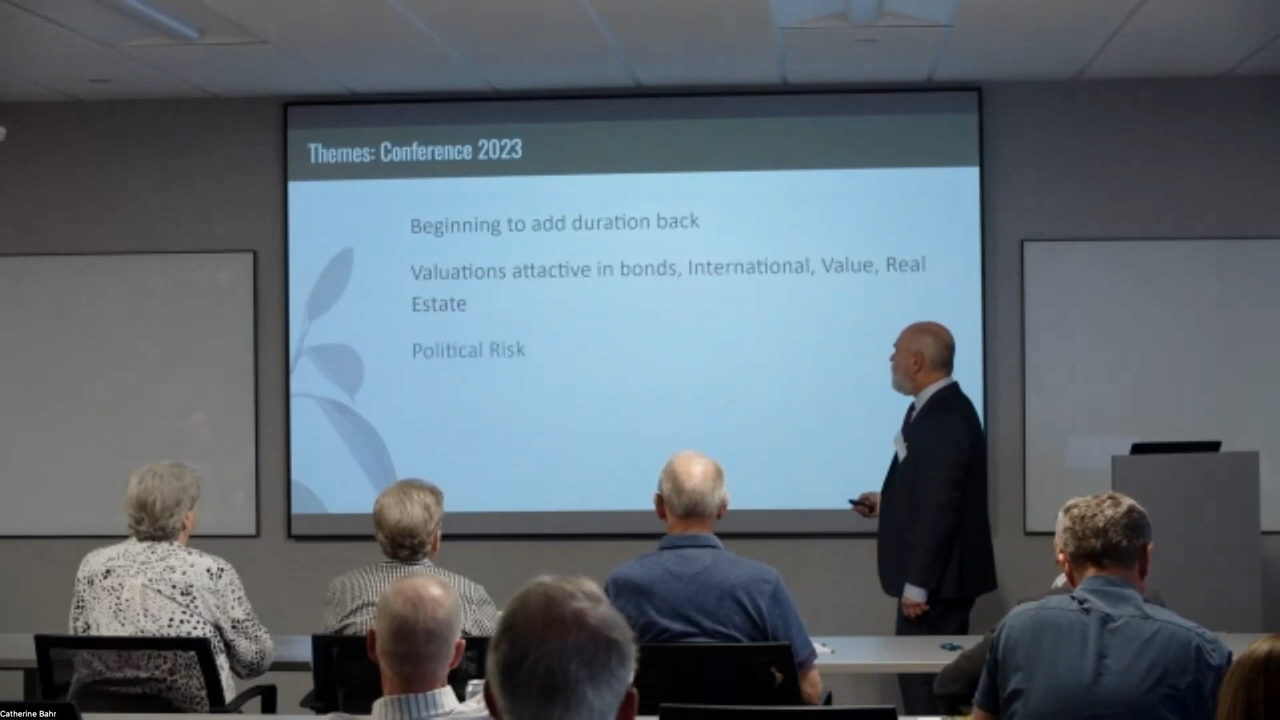 Themes: Conference 2023
Beginning to add duration back
Valuations attactive in bonds, International, Value, Real
Estate
Political Risk
Catherine Bahr